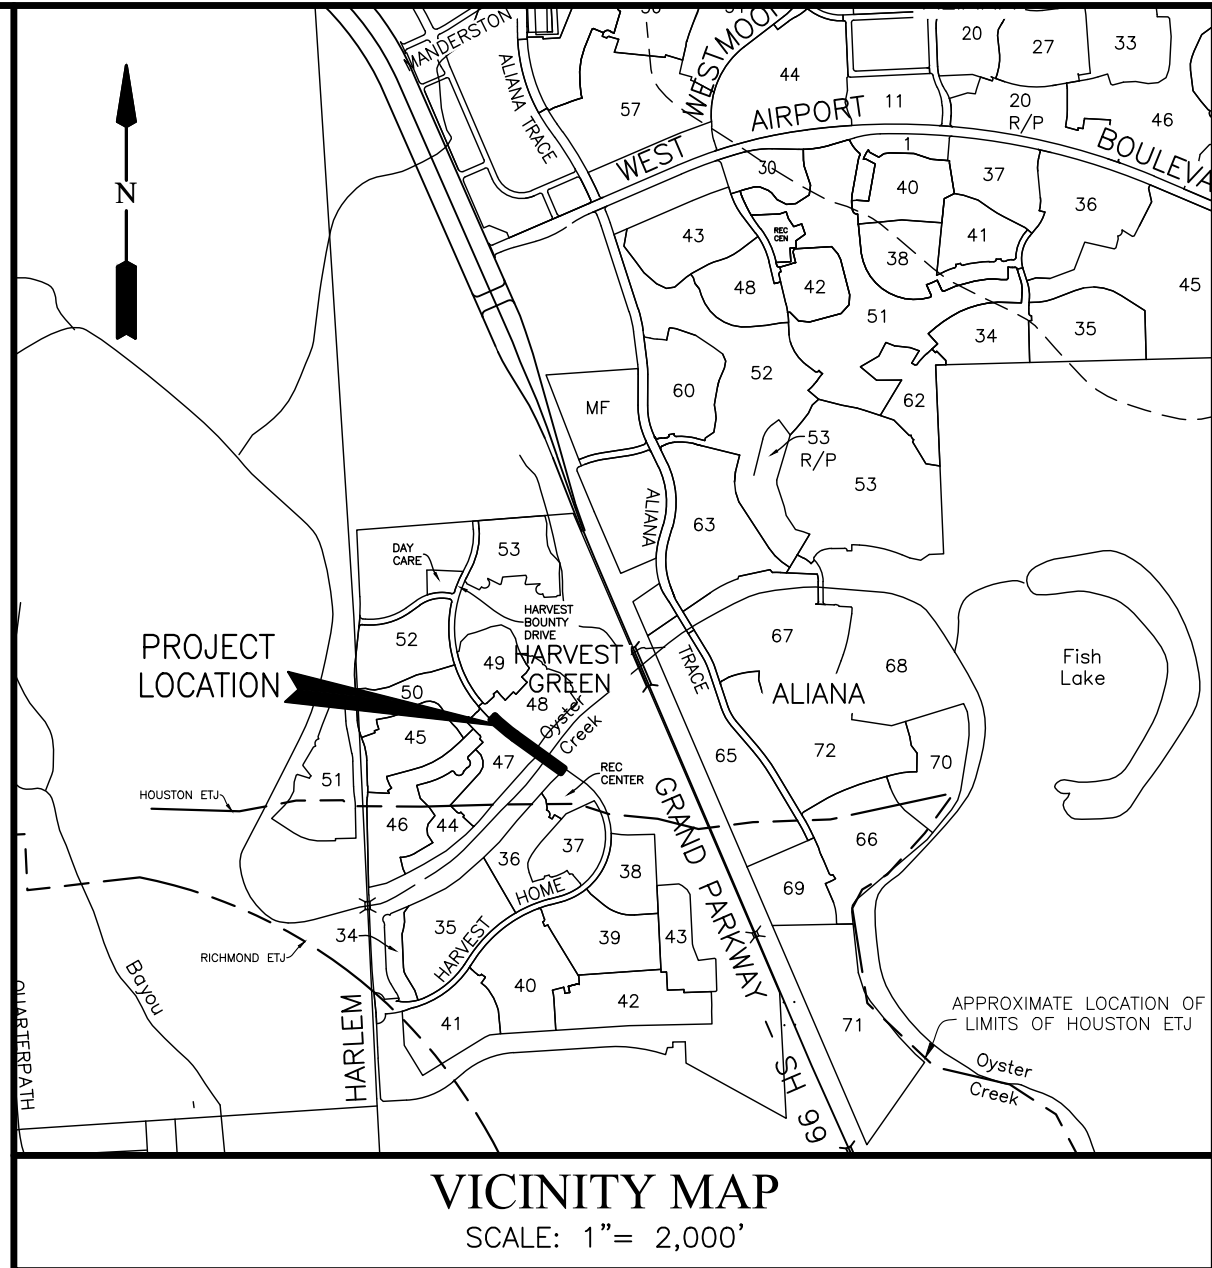 MANDERSTON
WESTMOOR
20
27
33
44
ALIANA TRACE
57
11
20
R/P
46
WEST
AIRPORT
BOULEVA
1
30
37
40
36
N
43
REC
CEN
41
38
48
42
45
51
34
35
52
60
62
MF
53
R/P
53
ALIANA
63
DAY
CARE
53
HARVEST
BOUNTY
DRIVE
PROJECT
LOCATION
52
49
HARVEST
GREEN
67
68
Fish
Lake
TRACE
ALIANA
50
48
Oyster
Creek
45
47
65
72
70
51
REC
CENTER
HOUSTON ETJ
GRAND PARKWAY - SH 99
46
44
37
66
36
38
69
HOME
35
34
HARVEST
39
43
RICHMOND ETJ
Bayou
40
42
41
71
APPROXIMATE LOCATION OF
LIMITS OF HOUSTON ETJ
QUARTERPATH
HARLEM
Oyster
Creek
VICINITY MAP
SCALE: 1"= 2,000'